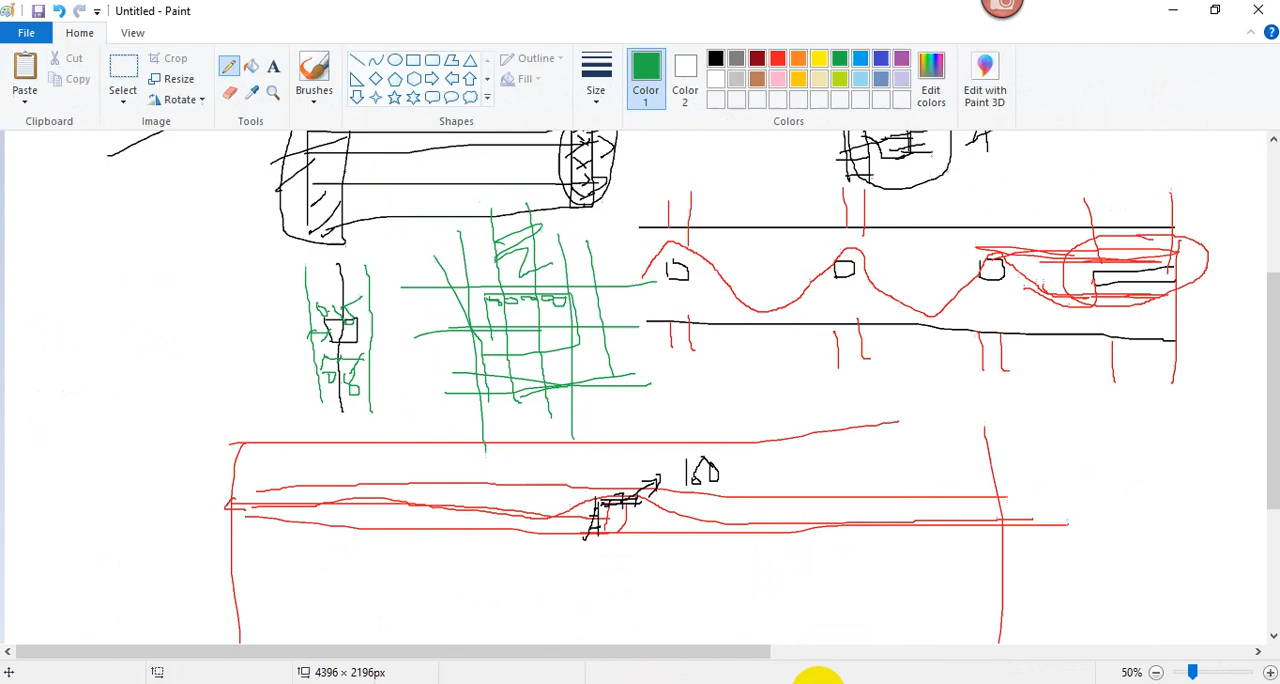 Untitled - Paint
File Home View
Paste
Cut
Copy
Clipboard
Select
Crop
Resize
Rotate
Image
A
Tools
Brushes
Shapes
Outline
Fill
Size
Color
1
Color
2
Edit
colors
Edit with
Paint 3D
Colors
4396 × 2196px
50%